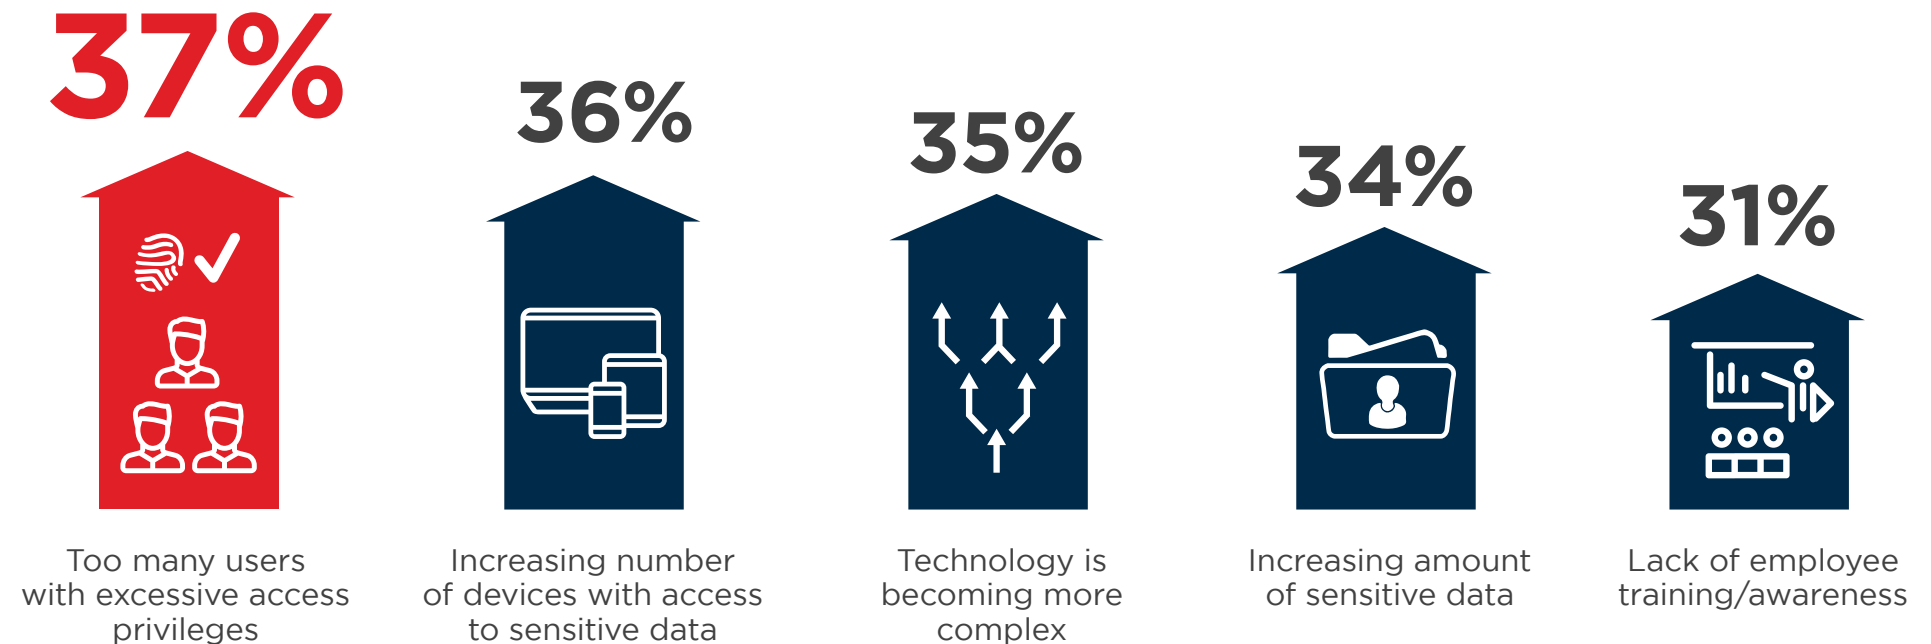 37%
Too many users
with excessive access
privileges
36%
Increasing number
of devices with access
to sensitive data
35%
Technology is
becoming more
complex
34%
Increasing amount
of sensitive data
31%
Lack of employee
training/awareness